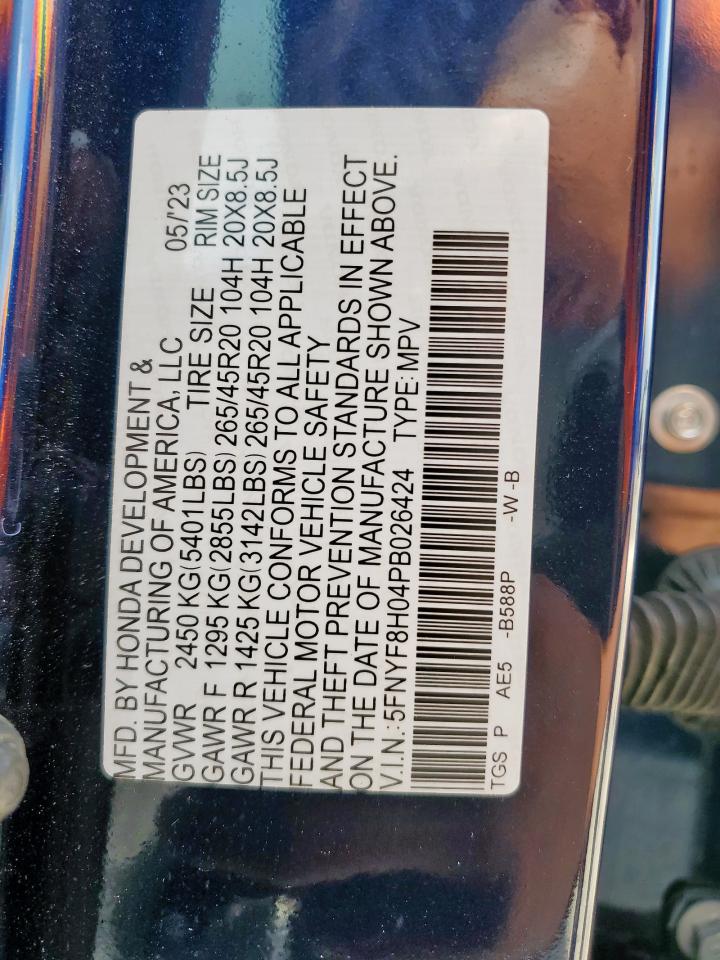 MFD. BY HONDA DEVELOPMENT &
MANUFACTURING OF AMERICA, LLC 05/'23
GVWR 2450 KG(5401LBS) TIRE SIZE RIM SIZE
GAWR F 1295 KG(2855LBS) 265/45R20 104H 20X8.5J
GAWR R 1425 KG(3142LBS) 265/45R20 104H 20X8.5J
THIS VEHICLE CONFORMS TO ALL APPLICABLE
FEDERAL MOTOR VEHICLE SAFETY
AND THEFT PREVENTION STANDARDS IN EFFECT
ON THE DATE OF MANUFACTURE SHOWN ABOVE.
V.I.N.:5FNYF8H04PB026424 TYPE:MPV
TGS P AE5 -B588P -W -B